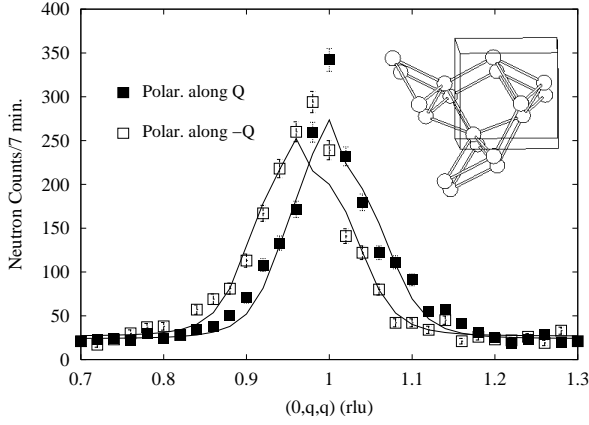 400
350
300
250
200
150
100
50
0
Neutron Counts/7 min.
Polar. along Q
Polar. along −Q
0.7 0.8 0.9 1 1.1 1.2 1.3
(0,q,q) (rlu)